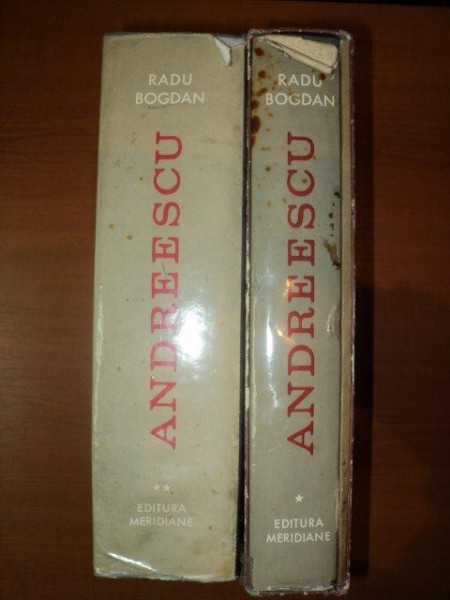 RADU
BOGDAN
ANDREESCU
**
EDITURA
MERIDIANE
RADU
BOGDAN
ANDREESCU
*
EDITURA
MERIDIANE